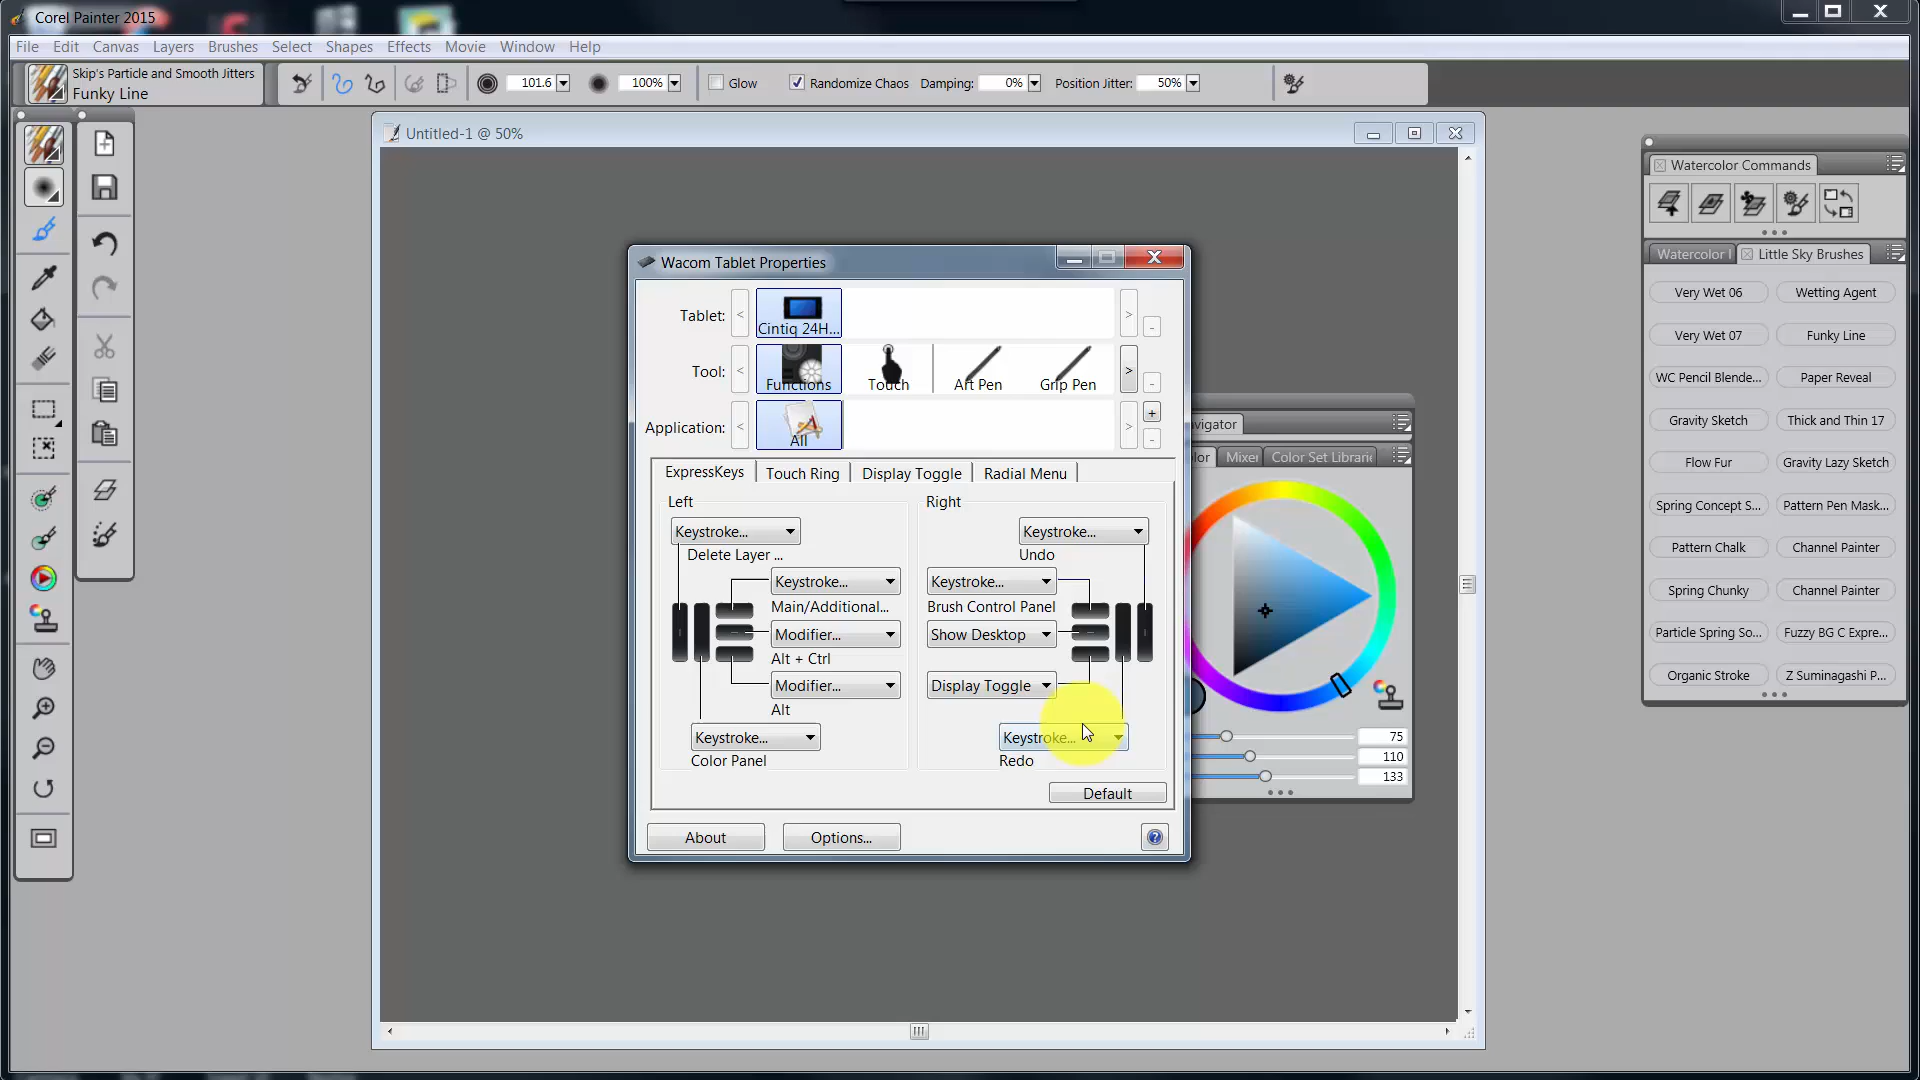 Corel Painter 2015
File Edit Canvas Layers Brushes Select Shapes Effects Movie Window Help
Skip's Particle and Smooth Jitters
Funky Line
101.6 100% Glow Randomize Chaos Damping: 0% Position Jitter: 50%
Untitled-1 @ 50%
Watercolor Commands
Little Sky Brushes
Very Wet 06 Wetting Agent
Very Wet 07 Funky Line
WC Pencil Blende... Paper Reveal
Gravity Sketch Thick and Thin 17
Flow Fur Gravity Lazy Sketch
Spring Concept S... Pattern Pen Mask...
Pattern Chalk Channel Painter
Spring Chunky Channel Painter
Particle Spring So... Fuzzy BG C Expre...
Organic Stroke Z Suminagashi P...
Wacom Tablet Properties
Tablet: < Cintiq 24H... > -
Tool: < Functions Touch Art Pen Grip Pen > -
Application: < All > + -
ExpressKeys Touch Ring Display Toggle Radial Menu
Left
Keystroke...
Delete Layer ...
Keystroke...
Main/Additional...
Modifier...
Alt + Ctrl
Modifier...
Alt
Keystroke...
Color Panel
Right
Keystroke...
Undo
Keystroke...
Brush Control Panel
Show Desktop
Display Toggle
Keystroke...
Redo
Default
About Options... ?
avigator
lor Mixer Color Set Librari
75
110
133